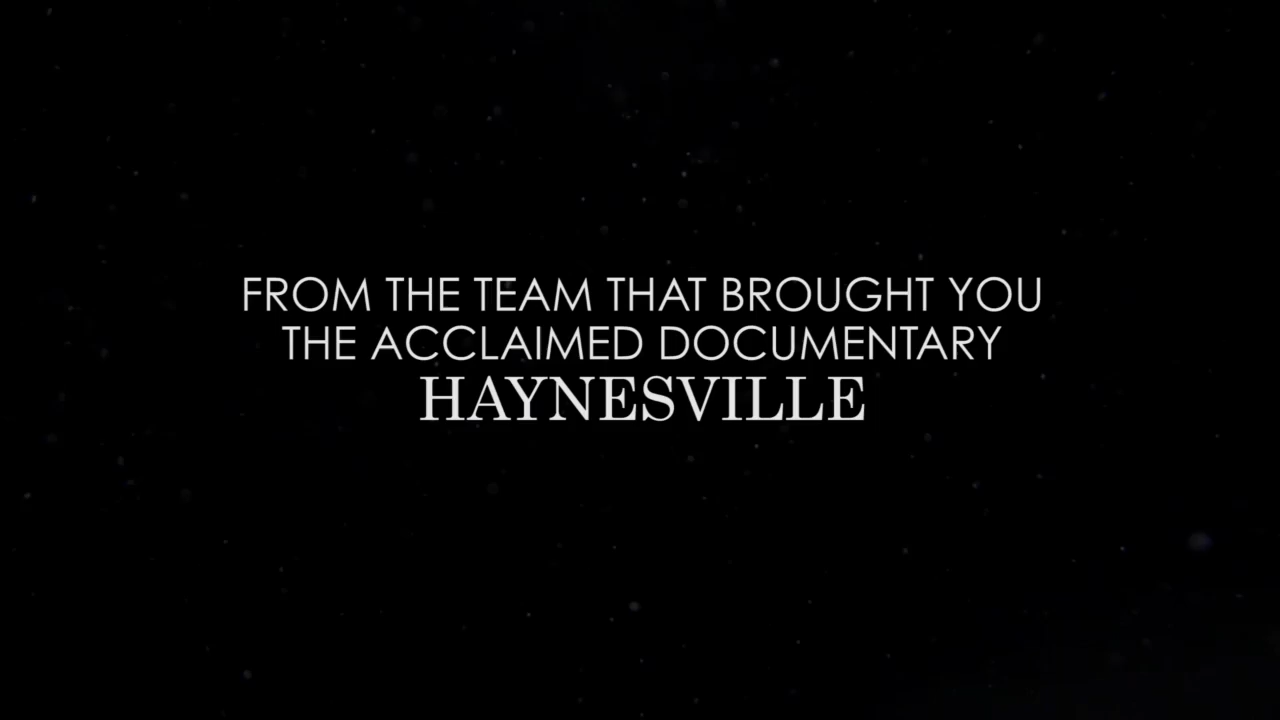 FROM THE TEAM THAT BROUGHT YOU
THE ACCLAIMED DOCUMENTARY
HAYNESVILLE